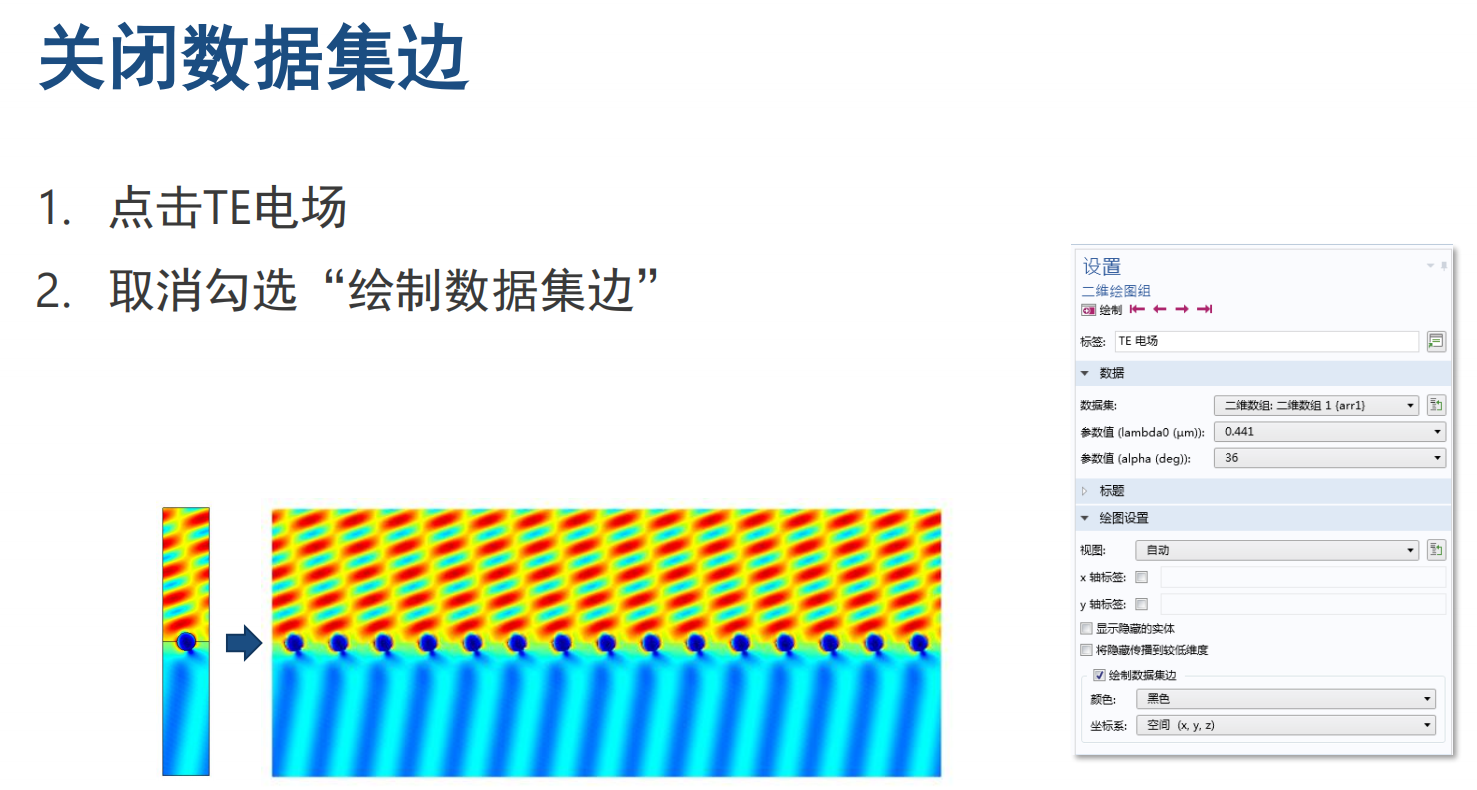 关闭数据集边
1. 点击TE电场
2. 取消勾选“绘制数据集边”
设置
二维绘图组
绘制
标签: TE 电场
数据
数据集: 二维数组: 二维数组 1 {arr1}
参数值 (lambda0 (μm)): 0.441
参数值 (alpha (deg)): 36
标题
绘图设置
视图: 自动
x 轴标签:
y 轴标签:
显示隐藏的实体
将隐藏传播到较低维度
绘制数据集边
颜色: 黑色
坐标系: 空间 (x, y, z)